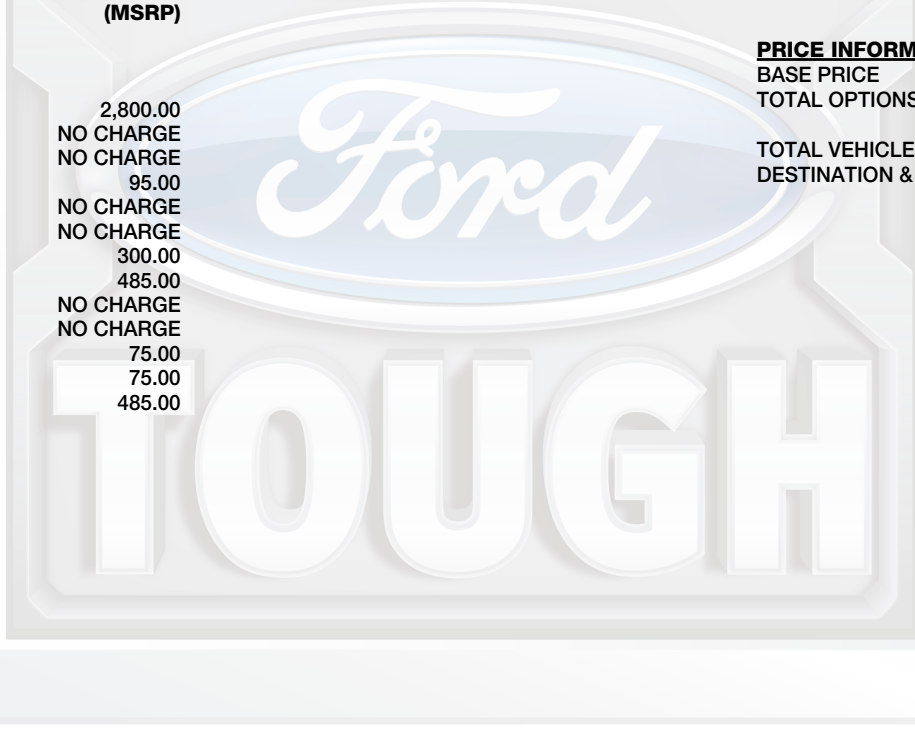 (MSRP)
2,800.00
NO CHARGE
NO CHARGE
95.00
NO CHARGE
NO CHARGE
300.00
485.00
NO CHARGE
NO CHARGE
75.00
75.00
485.00
PRICE INFORM
BASE PRICE
TOTAL OPTIONS
TOTAL VEHICLE
DESTINATION &
Ford
TOUGH